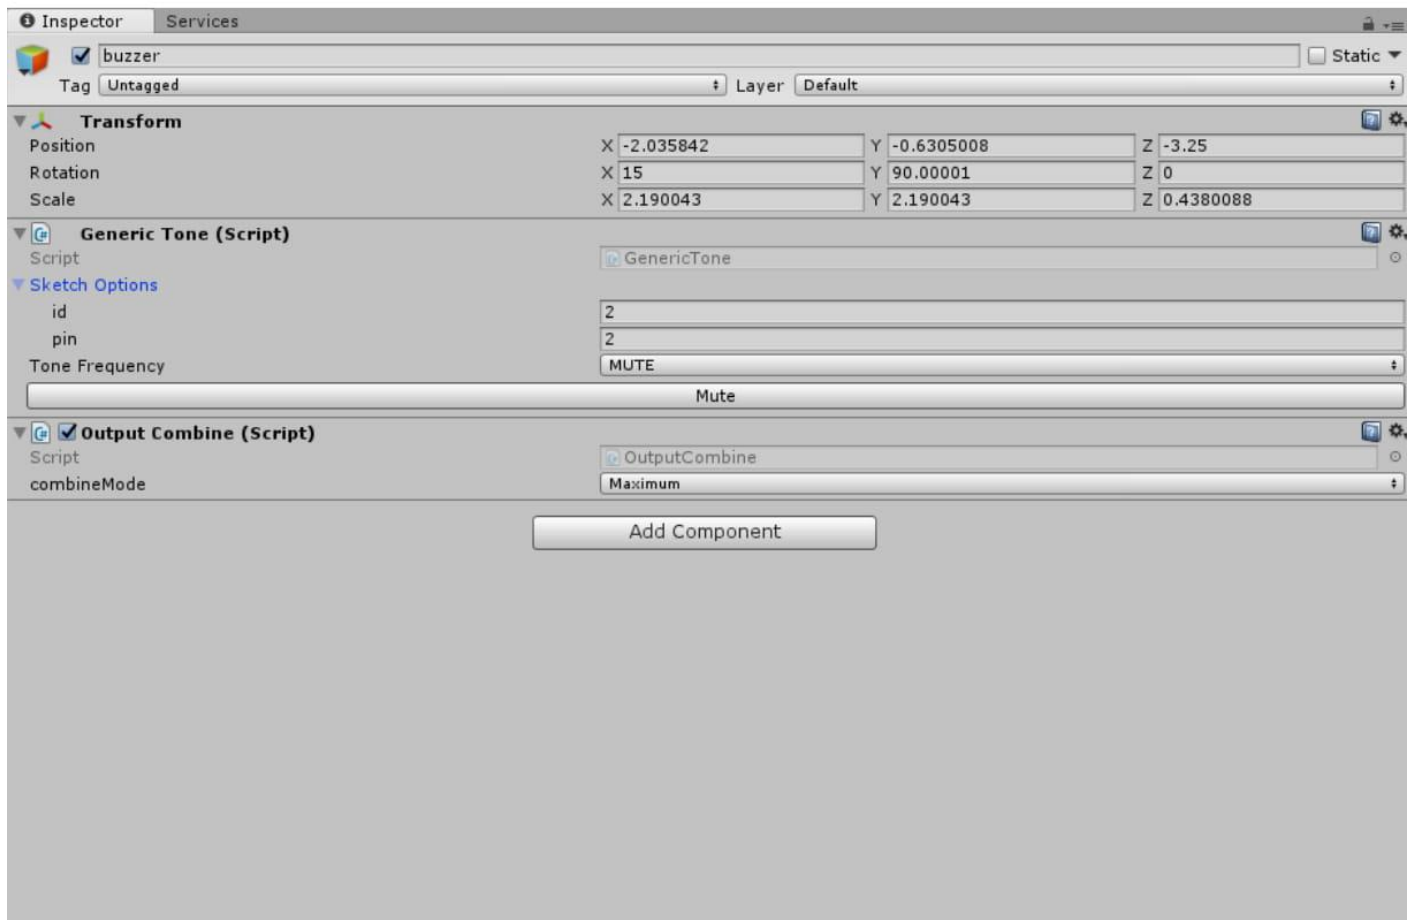 Inspector Services
buzzer Static
Tag Untagged Layer Default
Transform
Position X -2.035842 Y -0.6305008 Z -3.25
Rotation X 15 Y 90.00001 Z 0
Scale X 2.190043 Y 2.190043 Z 0.4380088
Generic Tone (Script)
Script GenericTone
Sketch Options
id 2
pin 2
Tone Frequency MUTE
Mute
Output Combine (Script)
Script OutputCombine
combineMode Maximum
Add Component